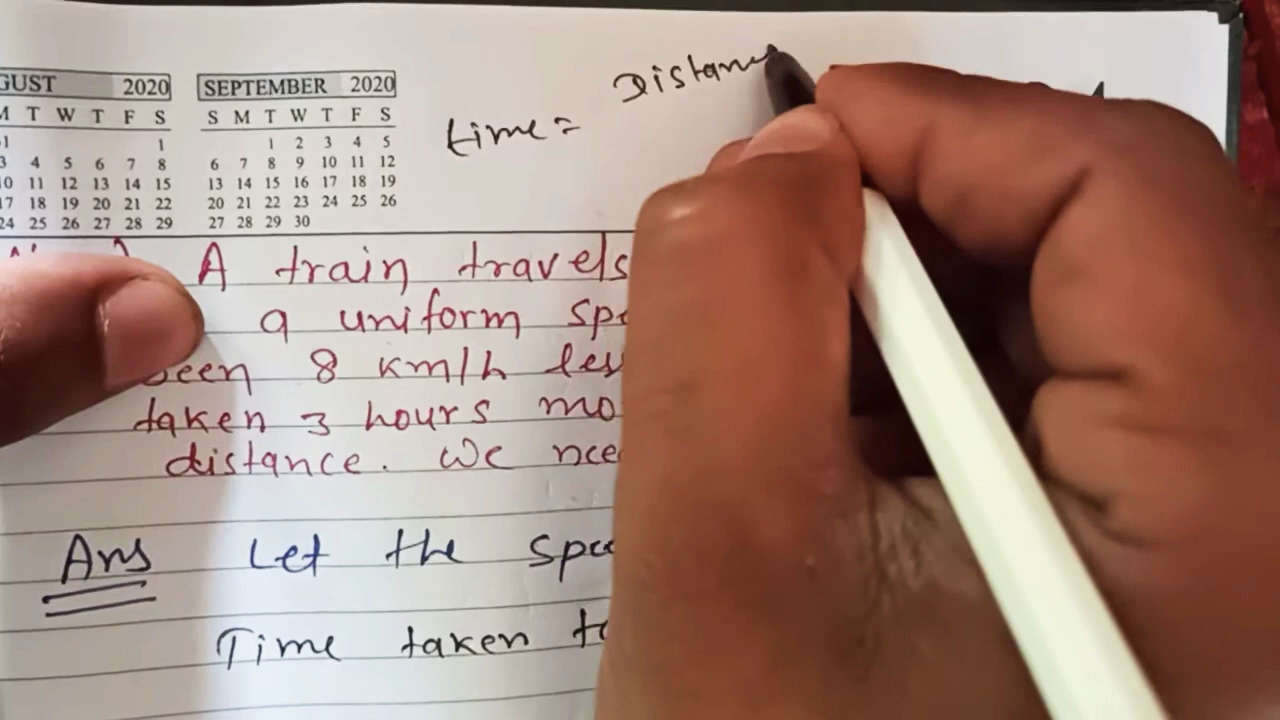 GUST 2020
M T W T F S
1 1
3 4 5 6 7 8
10 11 12 13 14 15
17 18 19 20 21 22
24 25 26 27 28 29
SEPTEMBER 2020
S M T W T F S
1 2 3 4 5
6 7 8 9 10 11 12
13 14 15 16 17 18 19
20 21 22 23 24 25 26
27 28 29 30
time = Distan
A train travels
a uniform spe
been 8 km/h les
taken 3 hours mo
distance. We nee
Ans Let the spee
Time taken to